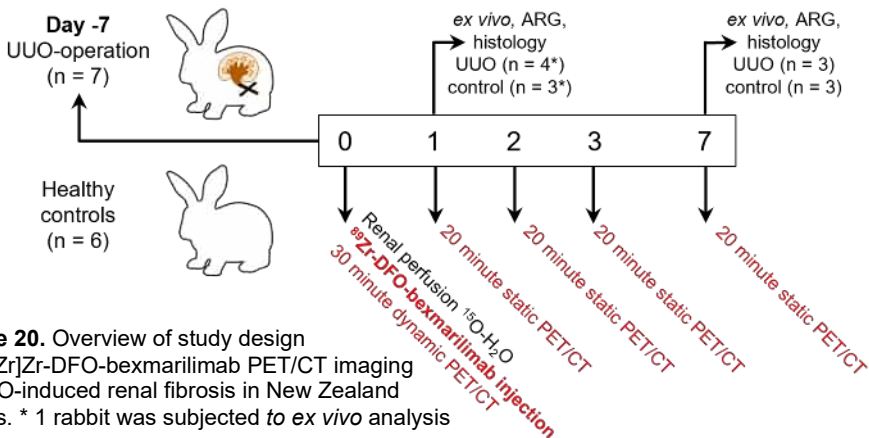 Day -7
UUO-operation
(n = 7)
ex vivo, ARG,
histology
UUO (n = 4*)
control (n = 3*)
ex vivo, ARG,
histology
UUO (n = 3)
control (n = 3)
0 1 2 3 7
Healthy
controls
(n = 6)
Renal perfusion ¹⁵O-H₂O
⁸⁹Zr-DFO-bexmarilimab injection
30 minute dynamic PET/CT
20 minute static PET/CT
20 minute static PET/CT
20 minute static PET/CT
20 minute static PET/CT
e 20. Overview of study design
Zr]Zr-DFO-bexmarilimab PET/CT imaging
O-induced renal fibrosis in New Zealand
s. * 1 rabbit was subjected to ex vivo analysis